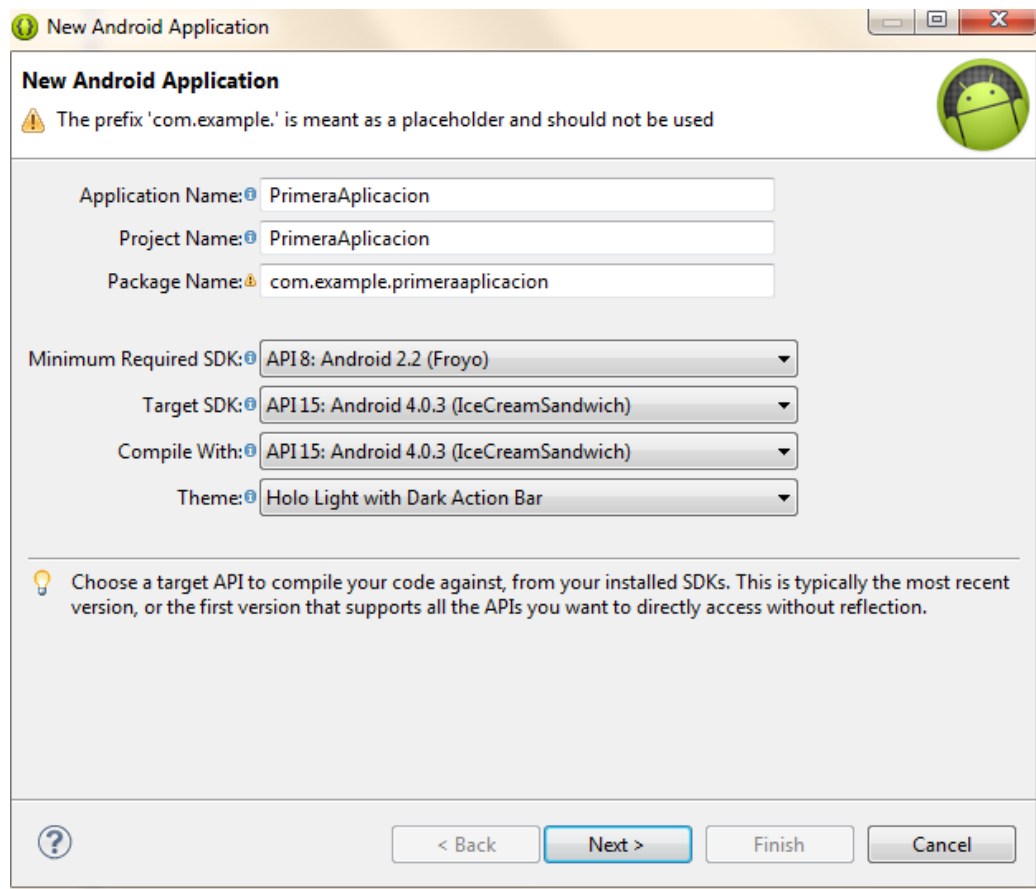 New Android Application
New Android Application
The prefix 'com.example.' is meant as a placeholder and should not be used
Application Name: PrimeraAplicacion
Project Name: PrimeraAplicacion
Package Name: com.example.primeraaplicacion
Minimum Required SDK: API 8: Android 2.2 (Froyo)
Target SDK: API 15: Android 4.0.3 (IceCreamSandwich)
Compile With: API 15: Android 4.0.3 (IceCreamSandwich)
Theme: Holo Light with Dark Action Bar
Choose a target API to compile your code against, from your installed SDKs. This is typically the most recent
version, or the first version that supports all the APIs you want to directly access without reflection.
? < Back Next > Finish Cancel